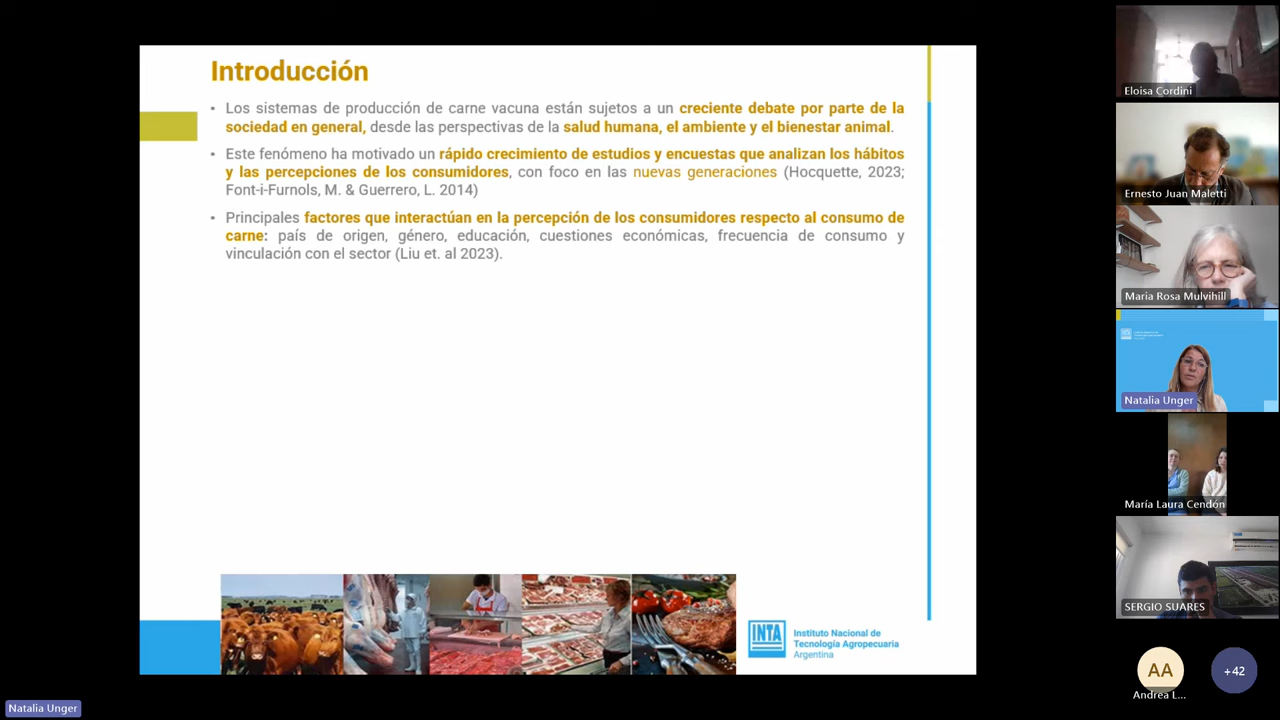 Introducción
• Los sistemas de producción de carne vacuna están sujetos a un creciente debate por parte de la
sociedad en general, desde las perspectivas de la salud humana, el ambiente y el bienestar animal.
• Este fenómeno ha motivado un rápido crecimiento de estudios y encuestas que analizan los hábitos
y las percepciones de los consumidores, con foco en las nuevas generaciones (Hocquette, 2023;
Font-i-Furnols, M. & Guerrero, L. 2014)
• Principales factores que interactúan en la percepción de los consumidores respecto al consumo de
carne: país de origen, género, educación, cuestiones económicas, frecuencia de consumo y
vinculación con el sector (Liu et. al 2023).
INTA
Instituto Nacional de
Tecnología Agropecuaria
Argentina
Eloisa Cordini
Ernesto Juan Maletti
Maria Rosa Mulvihill
Natalia Unger
María Laura Cendón
SERGIO SUARES
AA
Andrea L...
+42
Natalia Unger